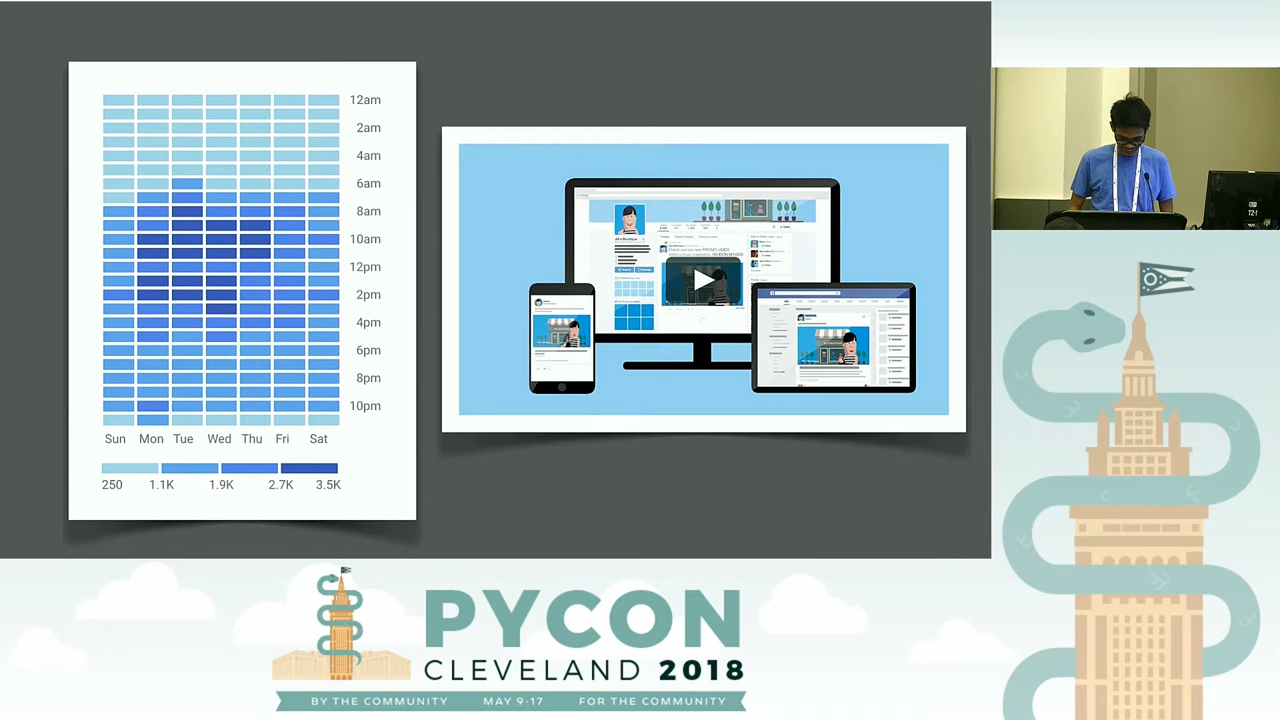 12am
2am
4am
6am
8am
10am
12pm
2pm
4pm
6pm
8pm
10pm
Sun Mon Tue Wed Thu Fri Sat
250 1.1K 1.9K 2.7K 3.5K
PYCON
CLEVELAND 2018
BY THE COMMUNITY MAY 9-17 FOR THE COMMUNITY